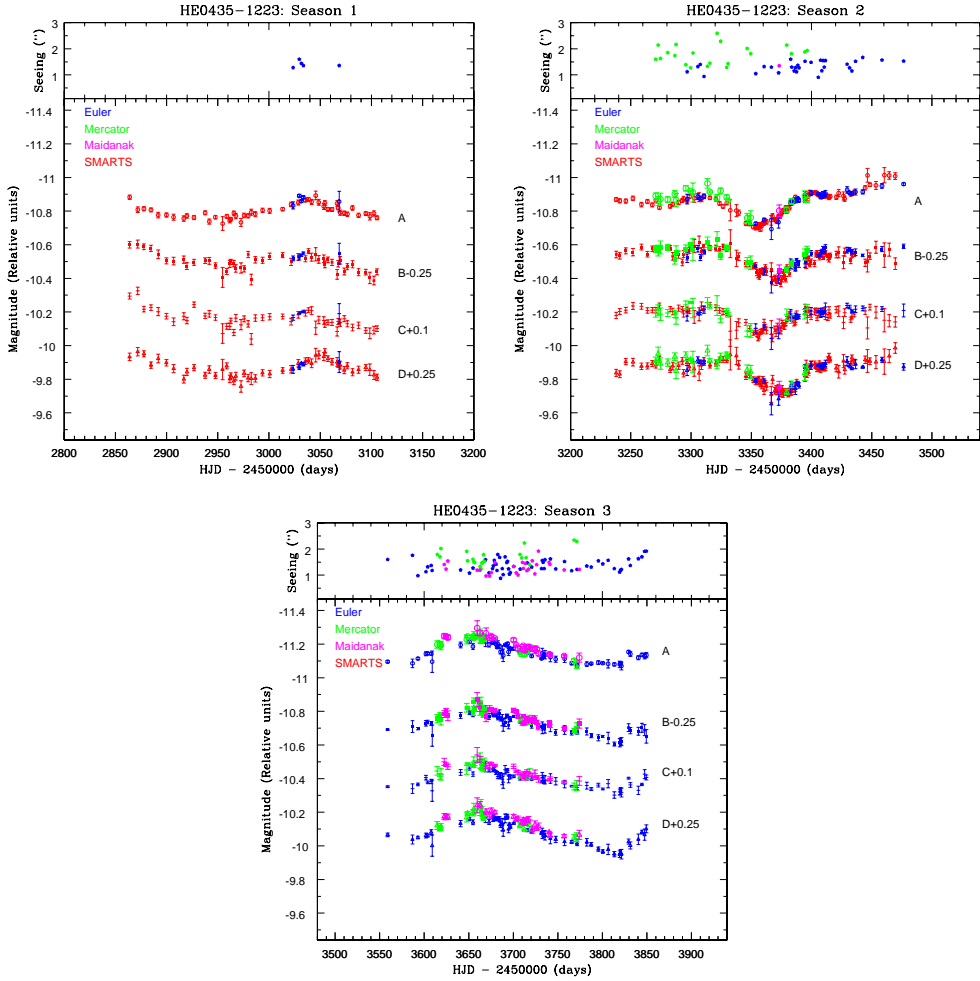 HE0435-1223: Season 1
Seeing (")
3
2
1
Magnitude (Relative units)
-11.4
-11.2
-11
-10.8
-10.6
-10.4
-10.2
-10
-9.8
-9.6
Euler
Mercator
Maidanak
SMARTS
A
B-0.25
C+0.1
D+0.25
2800 2850 2900 2950 3000 3050 3100 3150 3200
HJD - 2450000 (days)
HE0435-1223: Season 2
Seeing (")
3
2
1
Magnitude (Relative units)
-11.4
-11.2
-11
-10.8
-10.6
-10.4
-10.2
-10
-9.8
-9.6
Euler
Mercator
Maidanak
SMARTS
A
B-0.25
C+0.1
D+0.25
3200 3250 3300 3350 3400 3450 3500
HJD - 2450000 (days)
HE0435-1223: Season 3
Seeing (")
3
2
1
Magnitude (Relative units)
-11.4
-11.2
-11
-10.8
-10.6
-10.4
-10.2
-10
-9.8
-9.6
Euler
Mercator
Maidanak
SMARTS
A
B-0.25
C+0.1
D+0.25
3500 3550 3600 3650 3700 3750 3800 3850 3900
HJD - 2450000 (days)